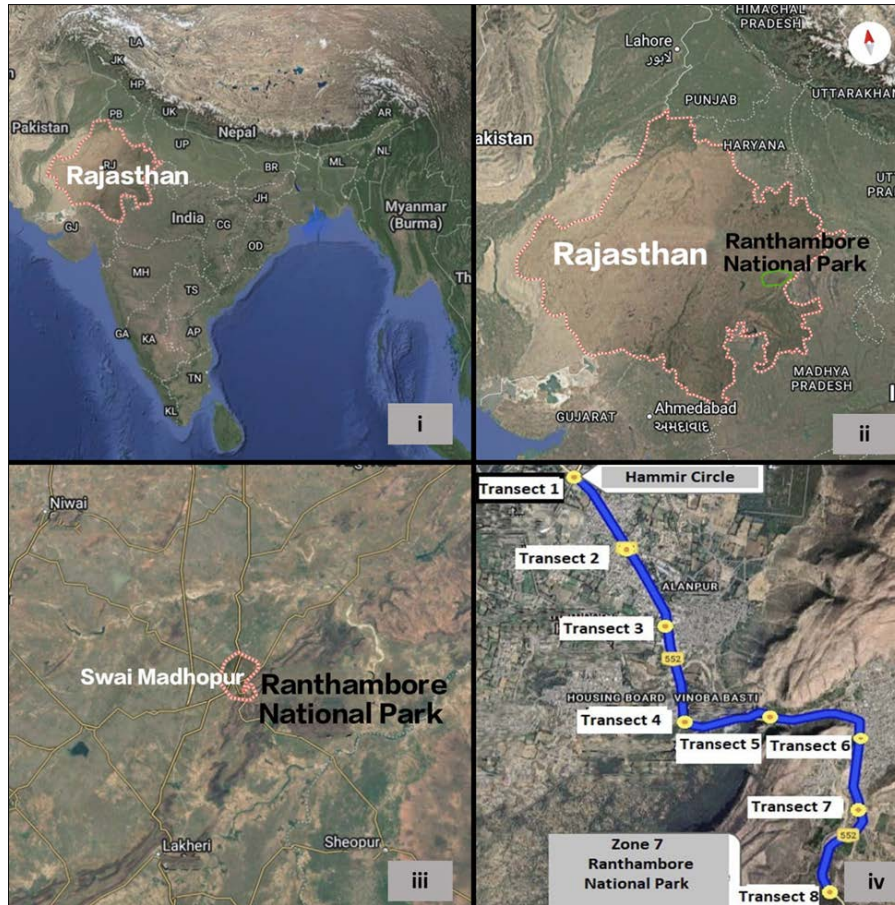 LA
JK
HP
PB
UK
Pakistan
Nepal
AR
UP
RJ
Rajasthan
BR
ML
NL
JH
India
Myanmar
(Burma)
GJ
CG
OD
MH
Th
TS
GA
KA
AP
TN
KL
i
HIMACHAL
PRADESH
Lahore
لاہور
PUNJAB
UTTARAKHAN
akistan
HARYANA
UT
PRA
Rajasthan
Ranthambore
National Park
MADHYA
PRADESH
GUJARAT
Ahmedabad
અમદાવાદ
ii
Niwai
Swai Madhopur
Ranthambore
National Park
Lakheri
Sheopur
iii
Transect 1
Hammir Circle
Transect 2
ALANPUR
Transect 3
552
HOUSING BOARD
VINOBA BASTI
Transect 4
Transect 5
Transect 6
Transect 7
552
Zone 7
Ranthambore
National Park
Transect 8
iv